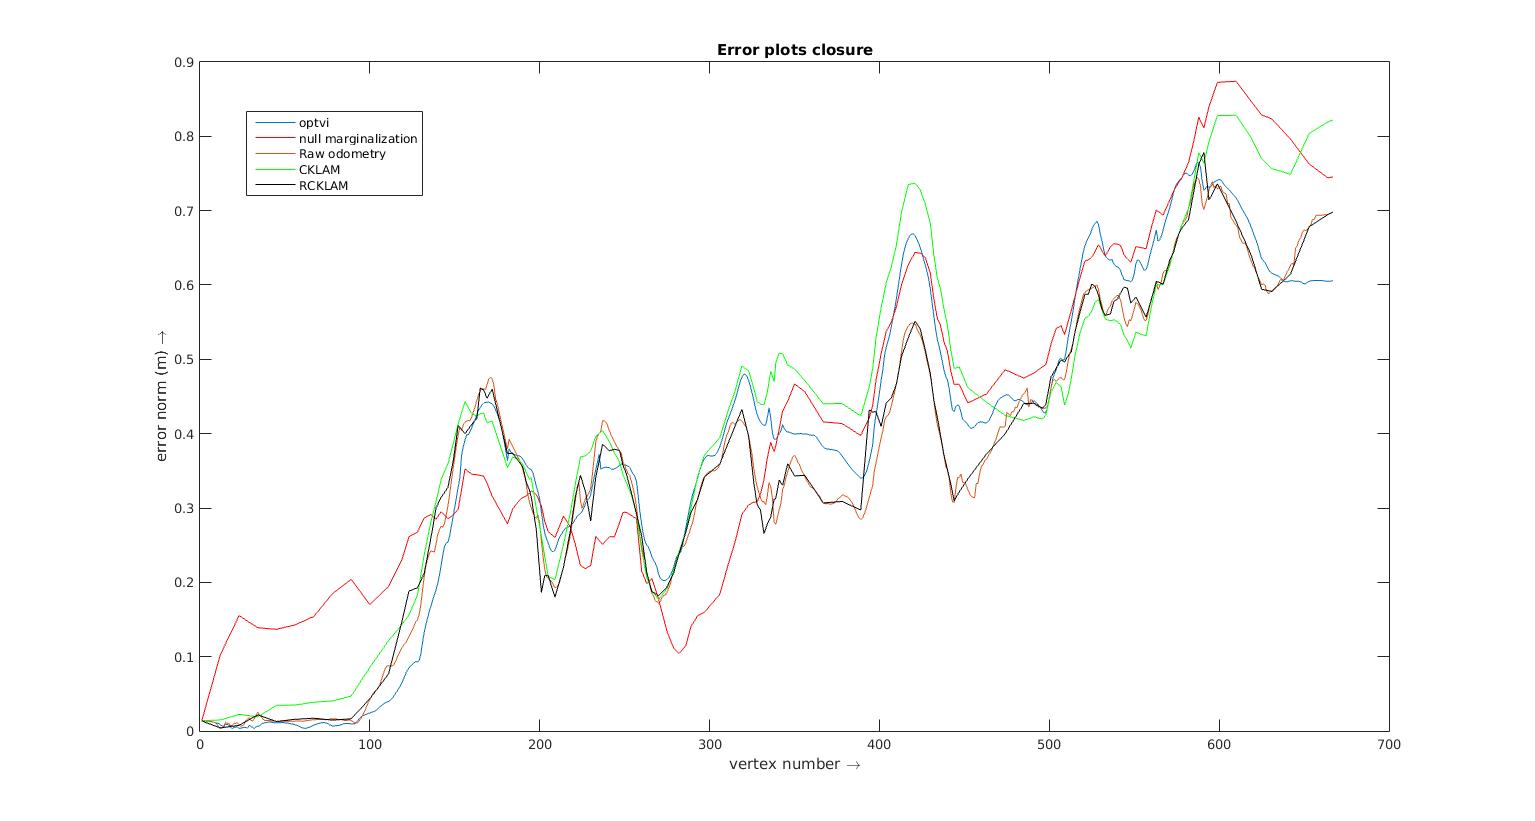 Error plots closure
0.9
0.8
0.7
0.6
0.5
0.4
0.3
0.2
0.1
0
error norm (m) →
optvi
null marginalization
Raw odometry
CKLAM
RCKLAM
0 100 200 300 400 500 600 700
vertex number →